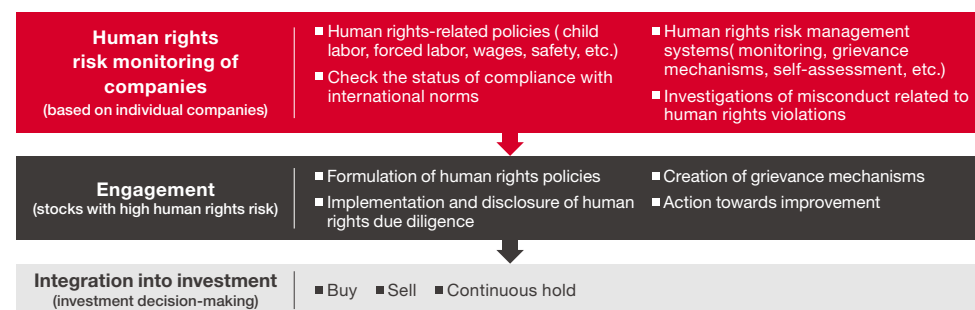 Human rights
risk monitoring of
companies
(based on individual companies)
■ Human rights-related policies ( child
labor, forced labor, wages, safety, etc.)
■ Check the status of compliance with
international norms
■ Human rights risk management
systems( monitoring, grievance
mechanisms, self-assessment, etc.)
■ Investigations of misconduct related to
human rights violations
Engagement
(stocks with high human rights risk)
■ Formulation of human rights policies
■ Implementation and disclosure of human
rights due diligence
■ Creation of grievance mechanisms
■ Action towards improvement
Integration into investment
(investment decision-making)
■ Buy ■ Sell ■ Continuous hold